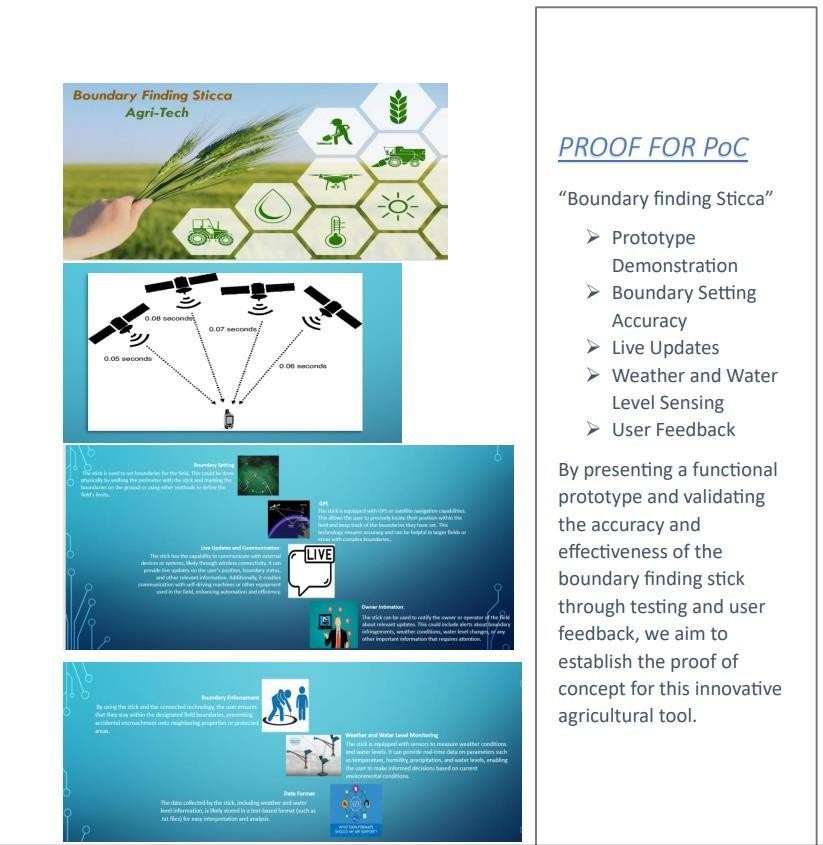 Boundary Finding Sticca
Agri-Tech
0.08 seconds
0.07 seconds
0.05 seconds
0.06 seconds
Boundary Setting
The stick is used to set boundaries for the field. This could be done
physically by walking the perimeter with the stick and marking the
boundaries on the ground or using other methods to define the
field's limits.
GPS
The stick is equipped with GPS or satellite navigation capabilities.
This allows the user to precisely locate their position within the
field and keep track of the boundaries they have set. This
technology ensures accuracy and can be helpful in larger fields or
areas with complex boundaries.
Live Updates and Communication:
The stick has the capability to communicate with external
devices or systems, likely through wireless connectivity. It can
provide live updates on the user's position, boundary status,
and other relevant information. Additionally, it enables
communication with self-driving machines or other equipment
used in the field, enhancing automation and efficiency.
LIVE
Owner Intimation:
The stick can be used to notify the owner or operator of the field
about relevant updates. This could include alerts about boundary
infringements, weather conditions, water level changes, or any
other important information that requires attention.
Boundary Enforcement
By using the stick and the connected technology, the user ensures
that they stay within the designated field boundaries, preventing
accidental encroachment onto neighboring properties or protected
areas.
Weather and Water Level Monitoring
The stick is equipped with sensors to measure weather conditions
and water levels. It can provide real-time data on parameters such
as temperature, humidity, precipitation, and water levels, enabling
the user to make informed decisions based on current
environmental conditions.
Data Format :
The data collected by the stick, including weather and water
level information, is likely stored in a text-based format (such as
.txt files) for easy interpretation and analysis.
WHAT DATA FORMATS
SHOULD MY API SUPPORT?
PROOF FOR PoC
“Boundary finding Sticca”
➢ Prototype
Demonstration
➢ Boundary Setting
Accuracy
➢ Live Updates
➢ Weather and Water
Level Sensing
➢ User Feedback
By presenting a functional
prototype and validating
the accuracy and
effectiveness of the
boundary finding stick
through testing and user
feedback, we aim to
establish the proof of
concept for this innovative
agricultural tool.